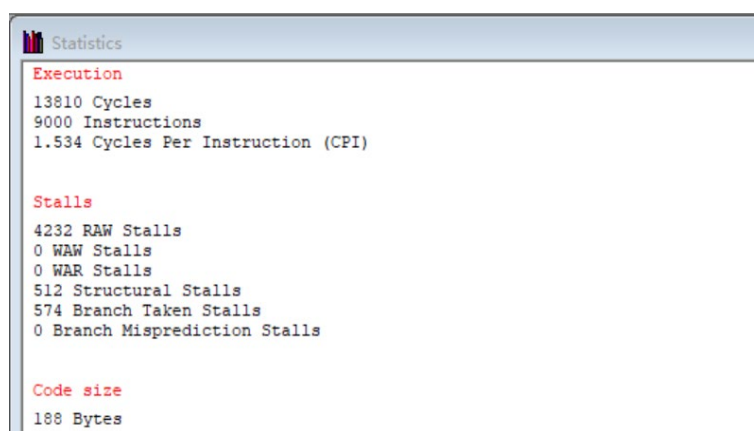 Statistics
Execution
13810 Cycles
9000 Instructions
1.534 Cycles Per Instruction (CPI)
Stalls
4232 RAW Stalls
0 WAW Stalls
0 WAR Stalls
512 Structural Stalls
574 Branch Taken Stalls
0 Branch Misprediction Stalls
Code size
188 Bytes